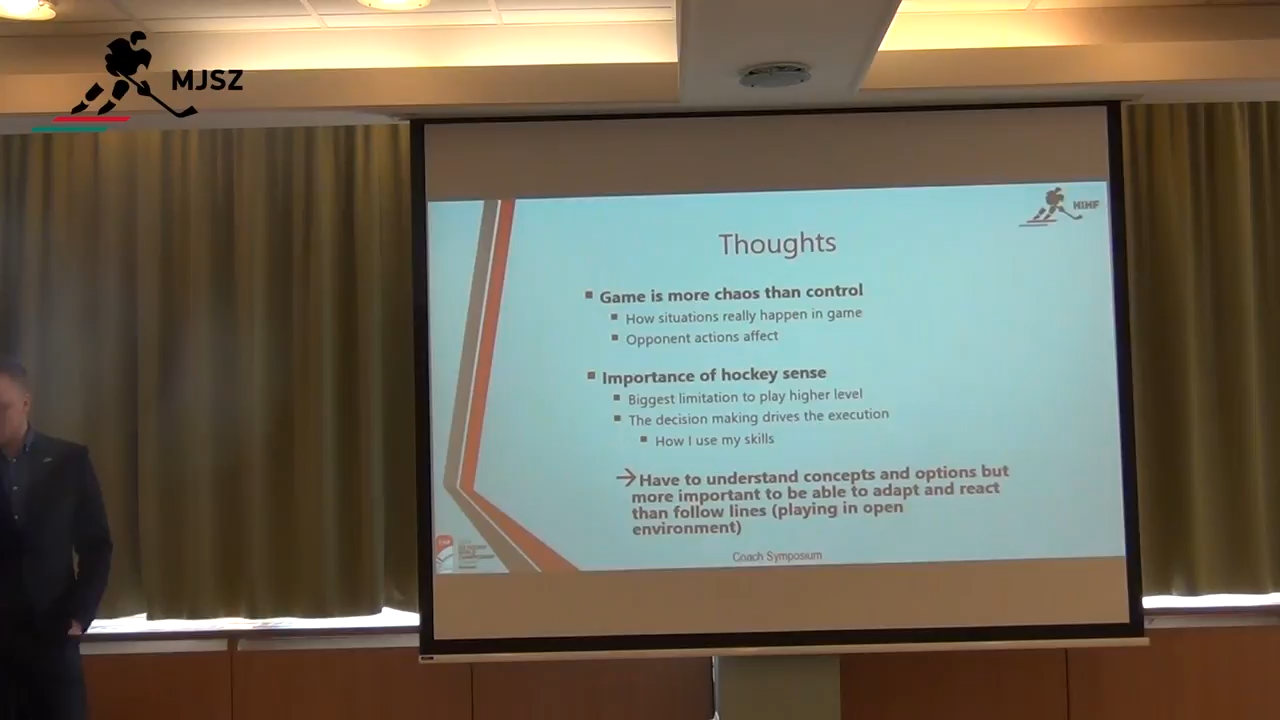 MJSZ
HIHF
Thoughts
Game is more chaos than control
How situations really happen in game
Opponent actions affect
Importance of hockey sense
Biggest limitation to play higher level
The decision making drives the execution
How I use my skills
→Have to understand concepts and options but
more important to be able to adapt and react
than follow lines (playing in open
environment)
Coach Symposium